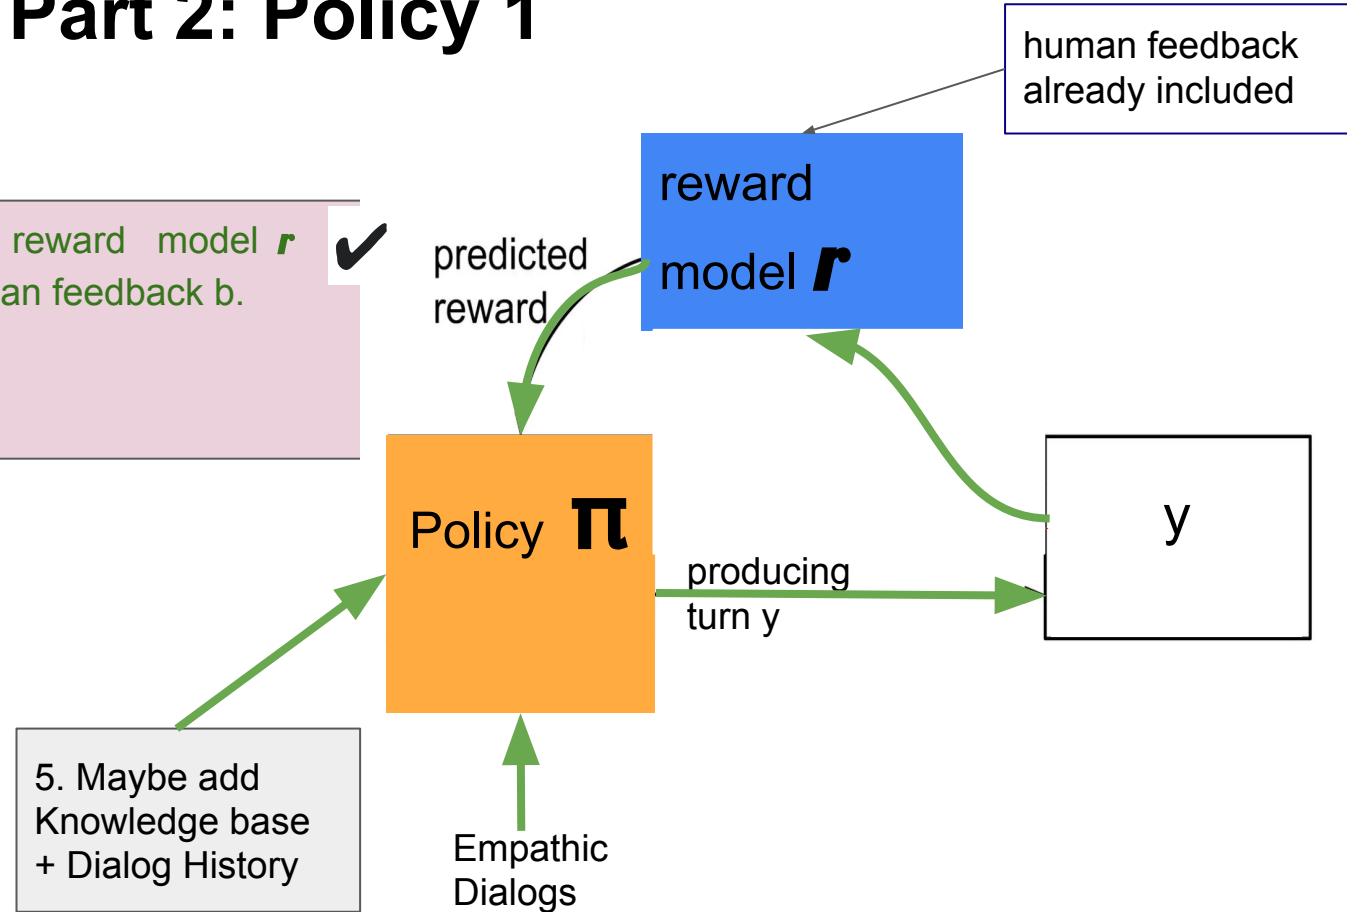 Part 2: Policy 1
human feedback
already included
reward
model r
reward model r ✔
an feedback b.
predicted
reward
Policy π
y
producing
turn y
5. Maybe add
Knowledge base
+ Dialog History
Empathic
Dialogs